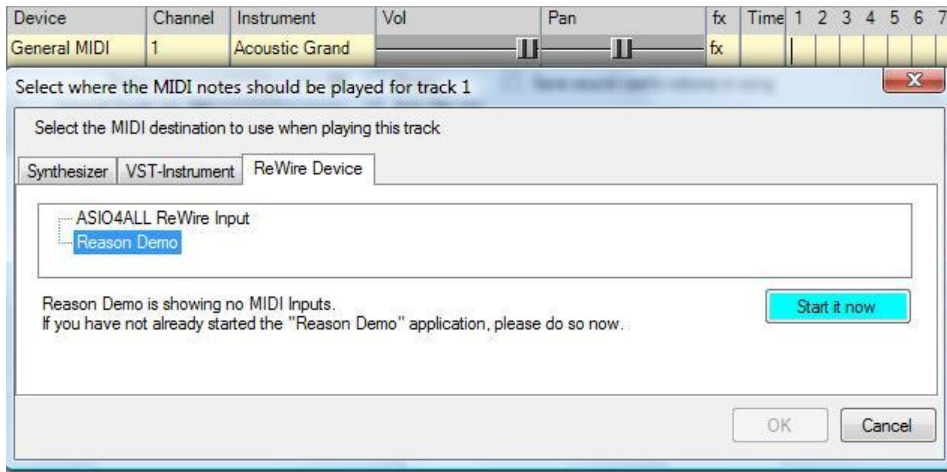 Device Channel Instrument Vol Pan fx Time 1 2 3 4 5 6 7
General MIDI 1 Acoustic Grand fx
Select where the MIDI notes should be played for track 1
X
Select the MIDI destination to use when playing this track
Synthesizer VST-Instrument ReWire Device
ASIO4ALL ReWire Input
Reason Demo
Reason Demo is showing no MIDI Inputs.
Start it now
If you have not already started the "Reason Demo" application, please do so now.
OK Cancel